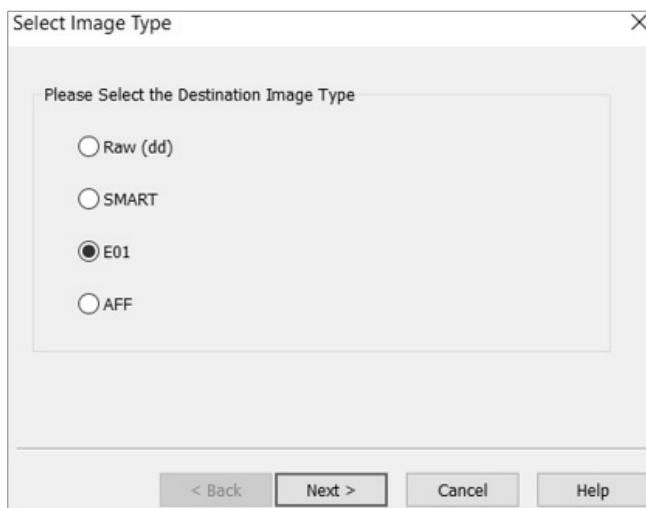 Select Image Type
Please Select the Destination Image Type
Raw (dd)
SMART
E01
AFF
< Back Next > Cancel Help